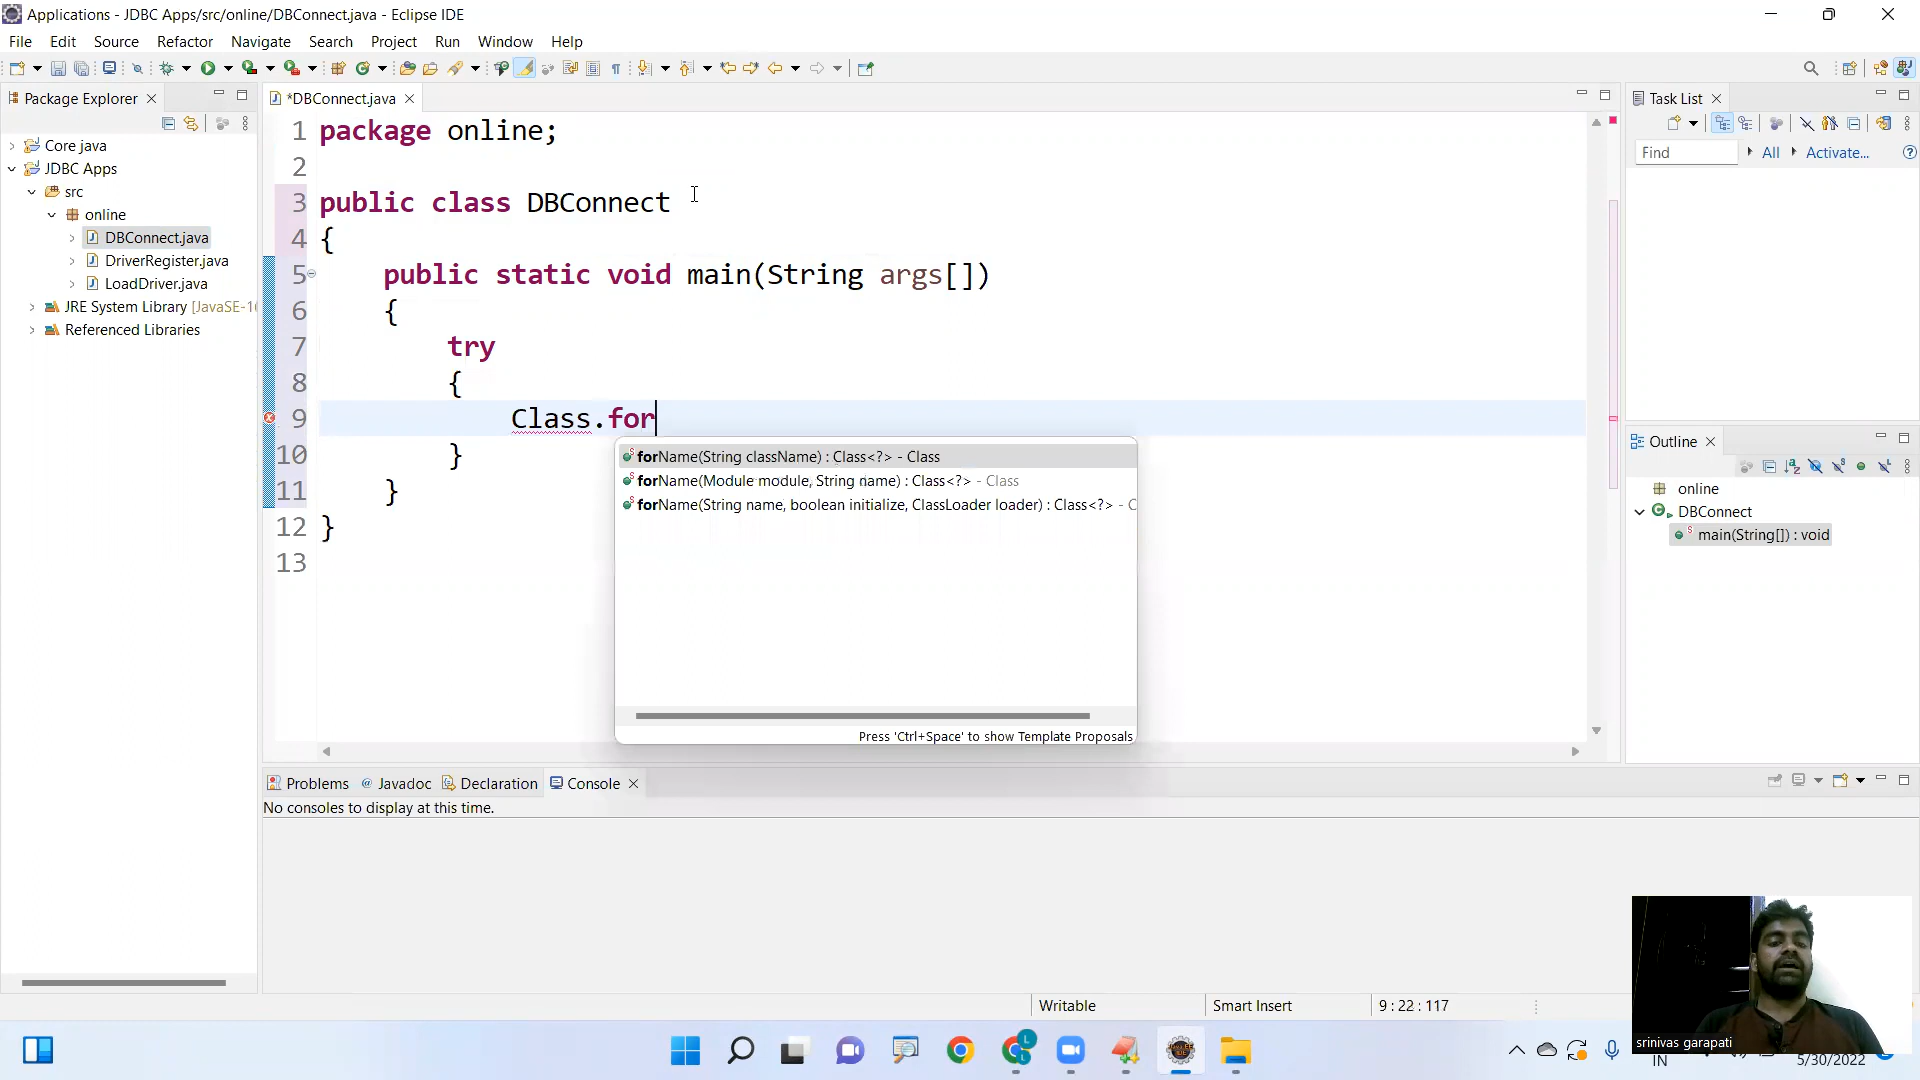 Applications - JDBC Apps/src/online/DBConnect.java - Eclipse IDE
File Edit Source Refactor Navigate Search Project Run Window Help
Package Explorer
*DBConnect.java
Task List
Find
All
Activate...
Core java
JDBC Apps
src
online
DBConnect.java
DriverRegister.java
LoadDriver.java
JRE System Library [JavaSE-1
Referenced Libraries
1 package online;
2
3 public class DBConnect
4 {
5 public static void main(String args[])
6 {
7 try
8 {
9 Class.for
10 }
11 }
12 }
13
forName(String className) : Class<?> - Class
forName(Module module, String name) : Class<?> - Class
forName(String name, boolean initialize, ClassLoader loader) : Class<?> - C
Press 'Ctrl+Space' to show Template Proposals
Outline
online
DBConnect
main(String[]) : void
Problems Javadoc Declaration Console
No consoles to display at this time.
Writable
Smart Insert
9 : 22 : 117
srinivas garapati
IN
5/30/2022